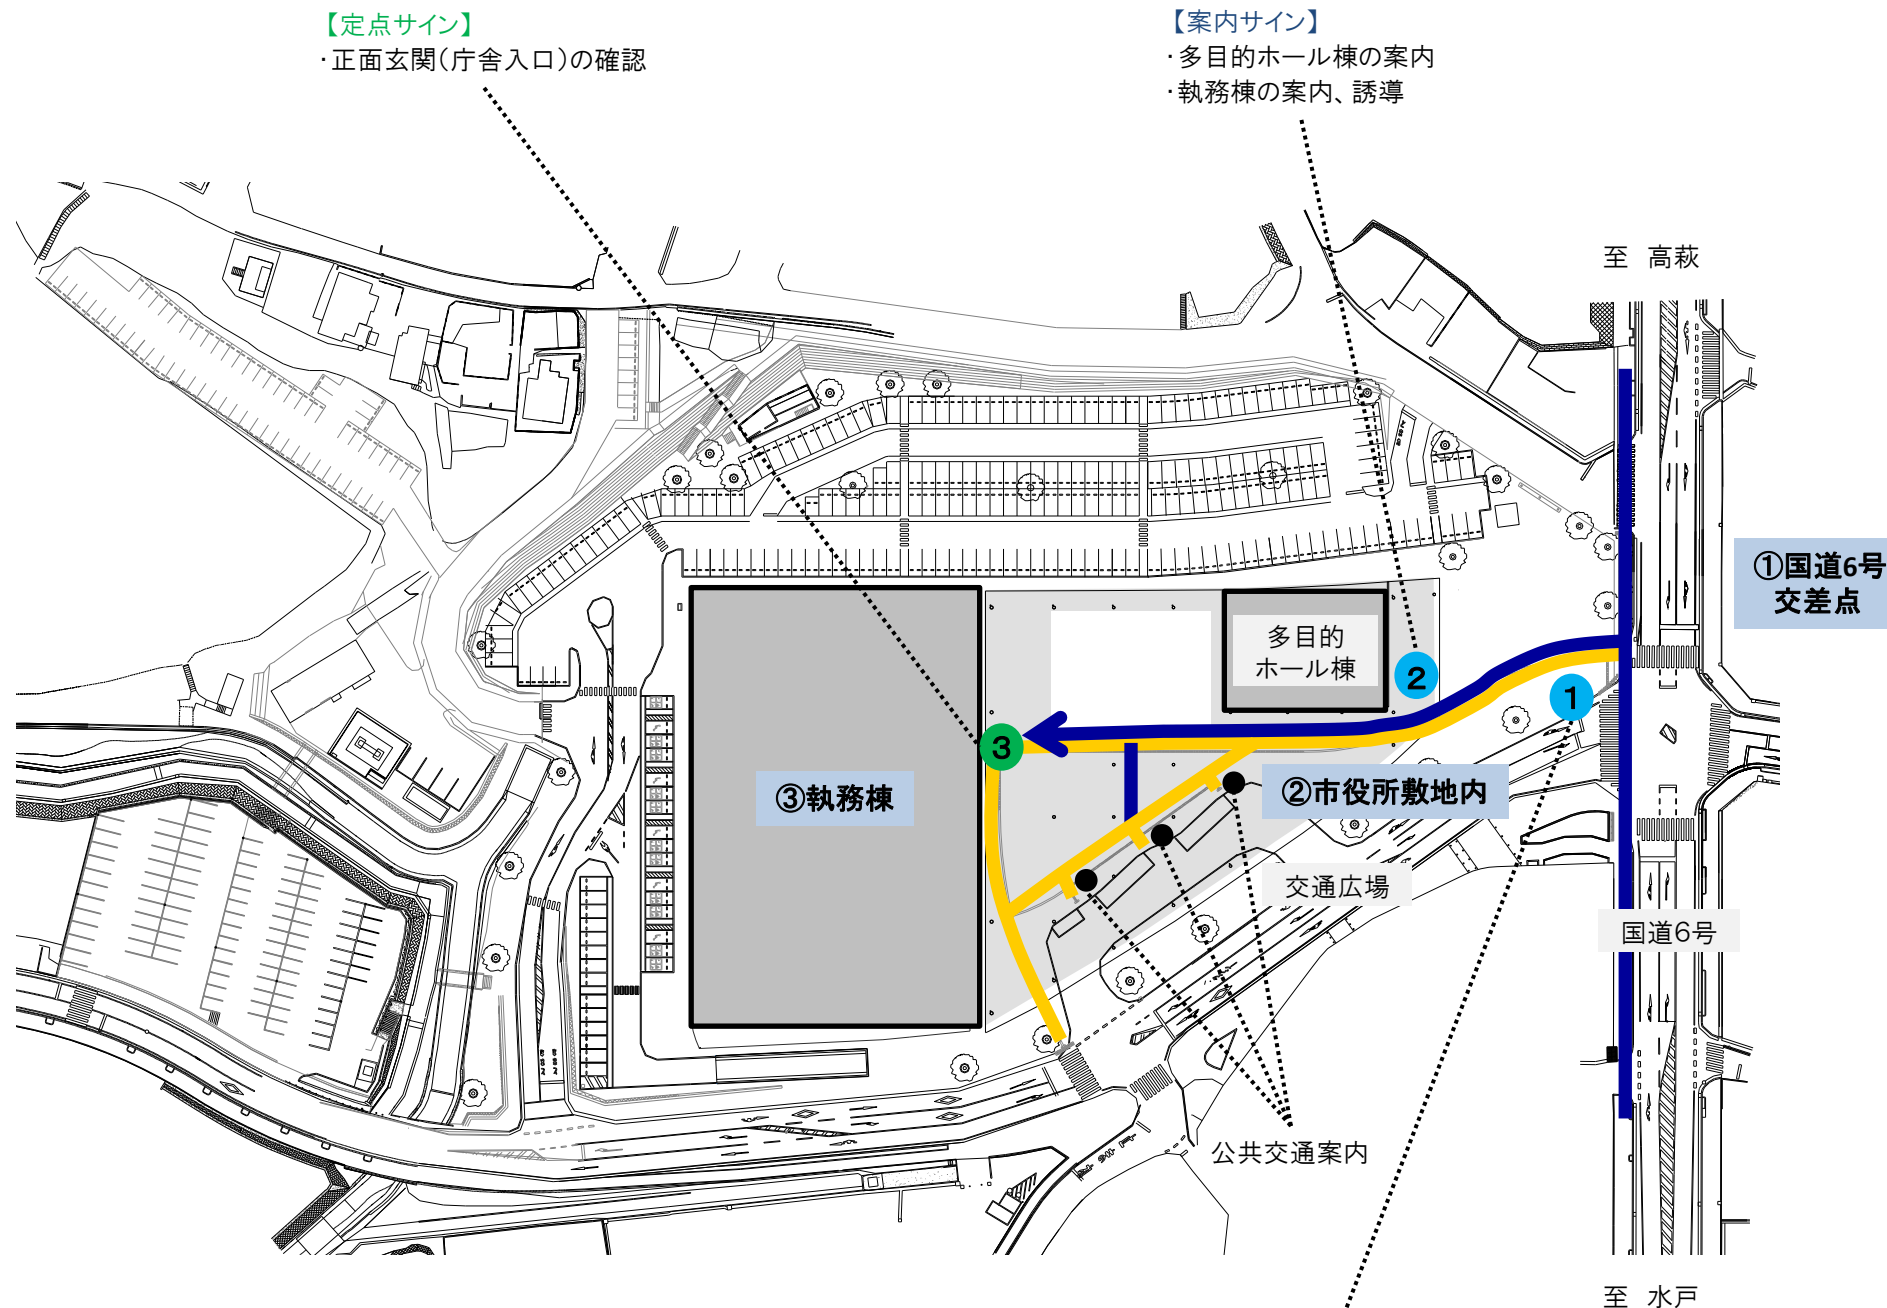 【定点サイン】
・正面玄関(庁舎入口)の確認
【案内サイン】
・多目的ホール棟の案内
・執務棟の案内、誘導
至 高萩
①国道6号
交差点
多目的
ホール棟
2
1
3
③執務棟
②市役所敷地内
交通広場
国道6号
公共交通案内
至 水戸